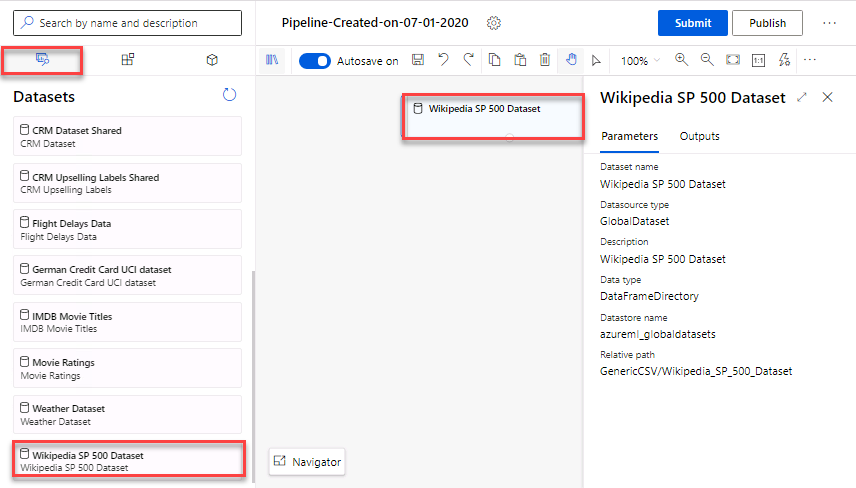 Search by name and description
Pipeline-Created-on-07-01-2020
Submit
Publish
Autosave on
100%
1:1
Datasets
CRM Dataset Shared
CRM Dataset
CRM Upselling Labels Shared
CRM Upselling Labels
Flight Delays Data
Flight Delays Data
German Credit Card UCI dataset
German Credit Card UCI dataset
IMDB Movie Titles
IMDB Movie Titles
Movie Ratings
Movie Ratings
Weather Dataset
Weather Dataset
Wikipedia SP 500 Dataset
Wikipedia SP 500 Dataset
Wikipedia SP 500 Dataset
Navigator
Wikipedia SP 500 Dataset
Parameters Outputs
Dataset name
Wikipedia SP 500 Dataset
Datasource type
GlobalDataset
Description
Wikipedia SP 500 Dataset
Data type
DataFrameDirectory
Datastore name
azureml_globaldatasets
Relative path
GenericCSV/Wikipedia_SP_500_Dataset